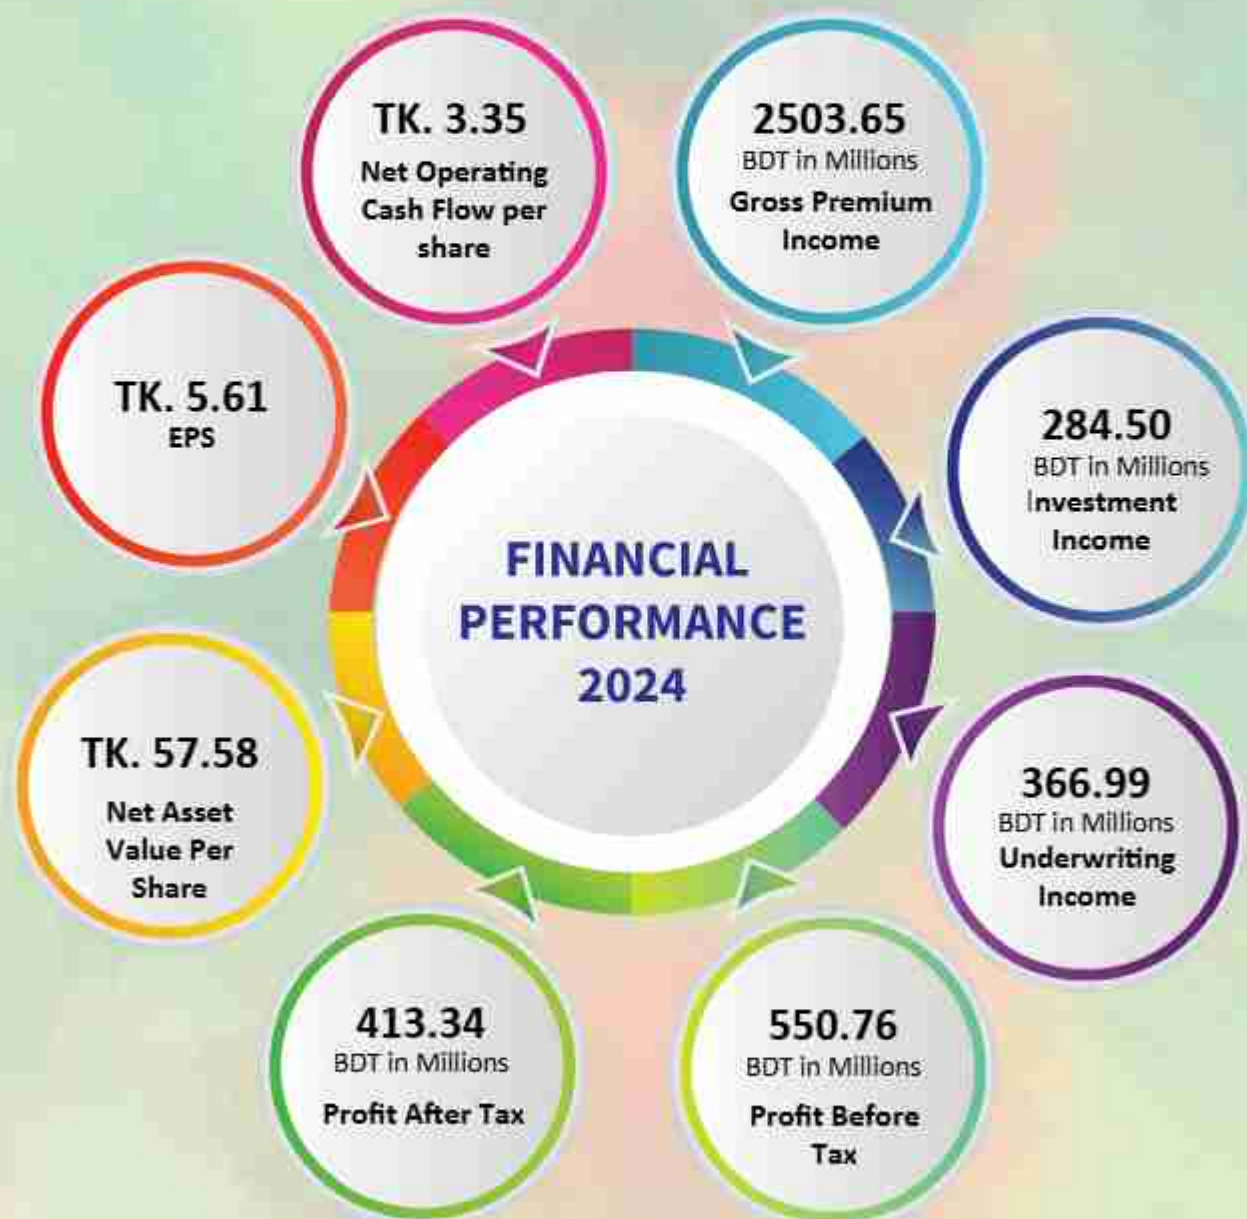 FINANCIAL
PERFORMANCE
2024
TK. 3.35
Net Operating
Cash Flow per
share
2503.65
BDT in Millions
Gross Premium
Income
284.50
BDT in Millions
Investment
Income
366.99
BDT in Millions
Underwriting
Income
550.76
BDT in Millions
Profit Before
Tax
413.34
BDT in Millions
Profit After Tax
TK. 57.58
Net Asset
Value Per
Share
TK. 5.61
EPS